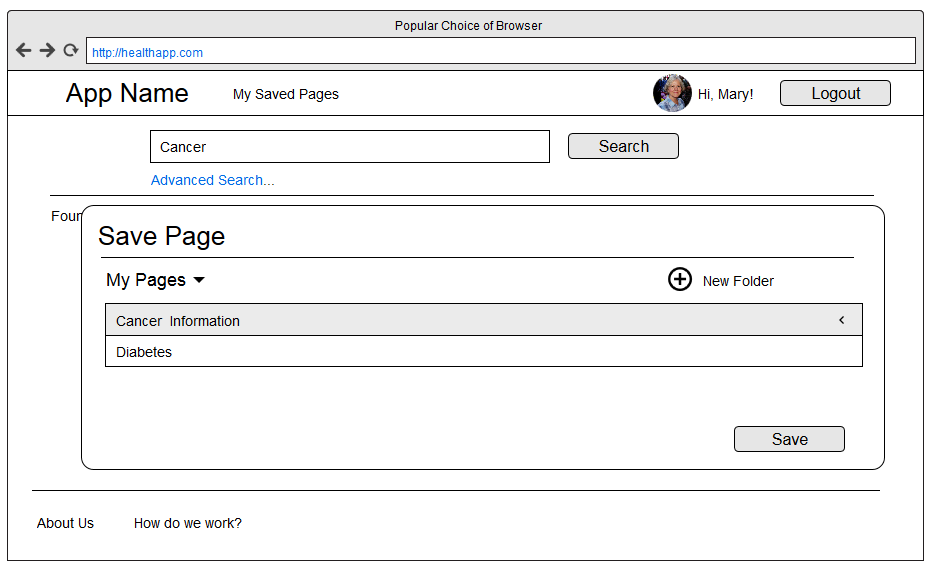 Popular Choice of Browser
http://healthapp.com
App Name My Saved Pages Hi, Mary! Logout
Cancer Search
Advanced Search...
Save Page
My Pages New Folder
Cancer Information <
Diabetes
Save
About Us How do we work?